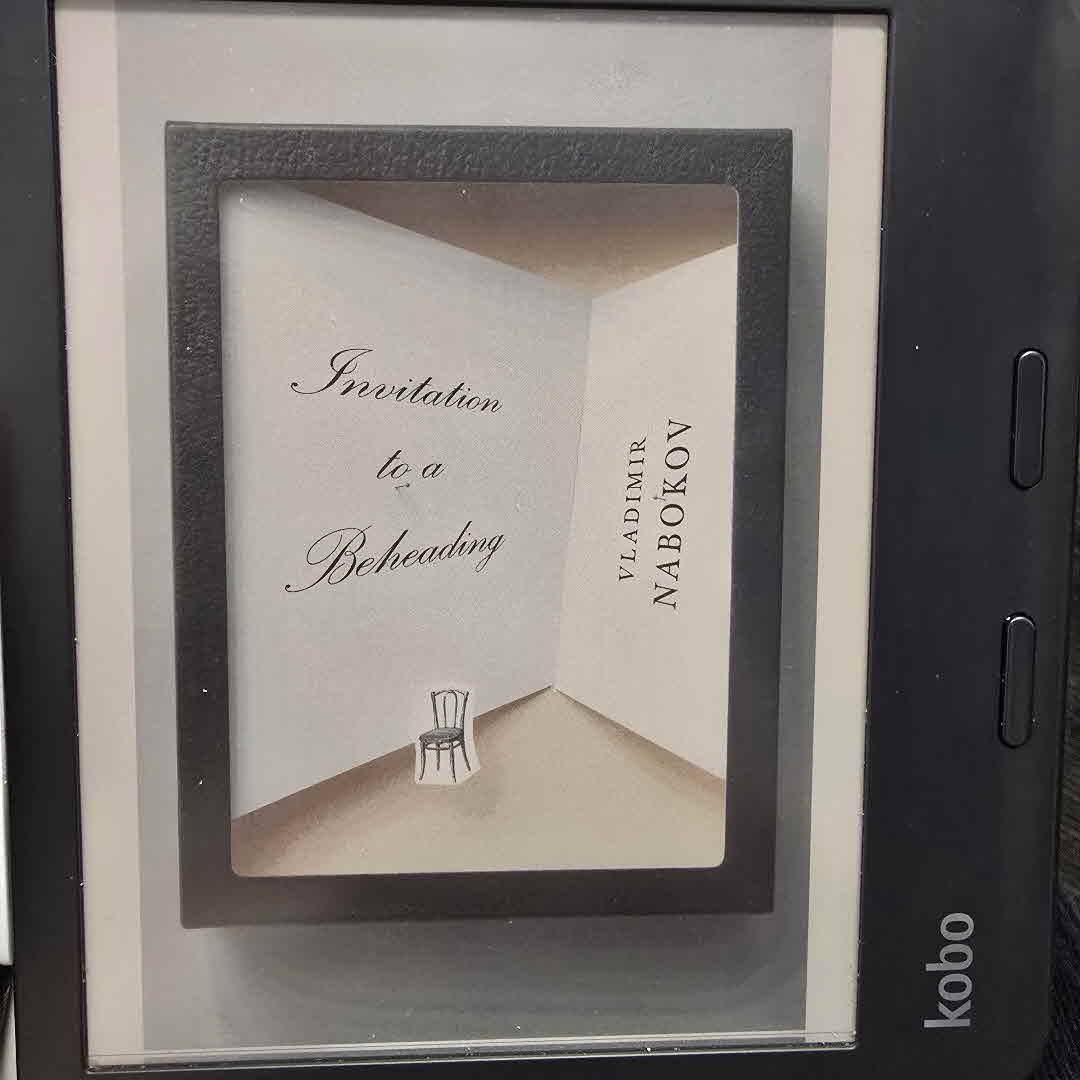 Invitation
to a
Beheading
VLADIMIR
NABOKOV
kobo